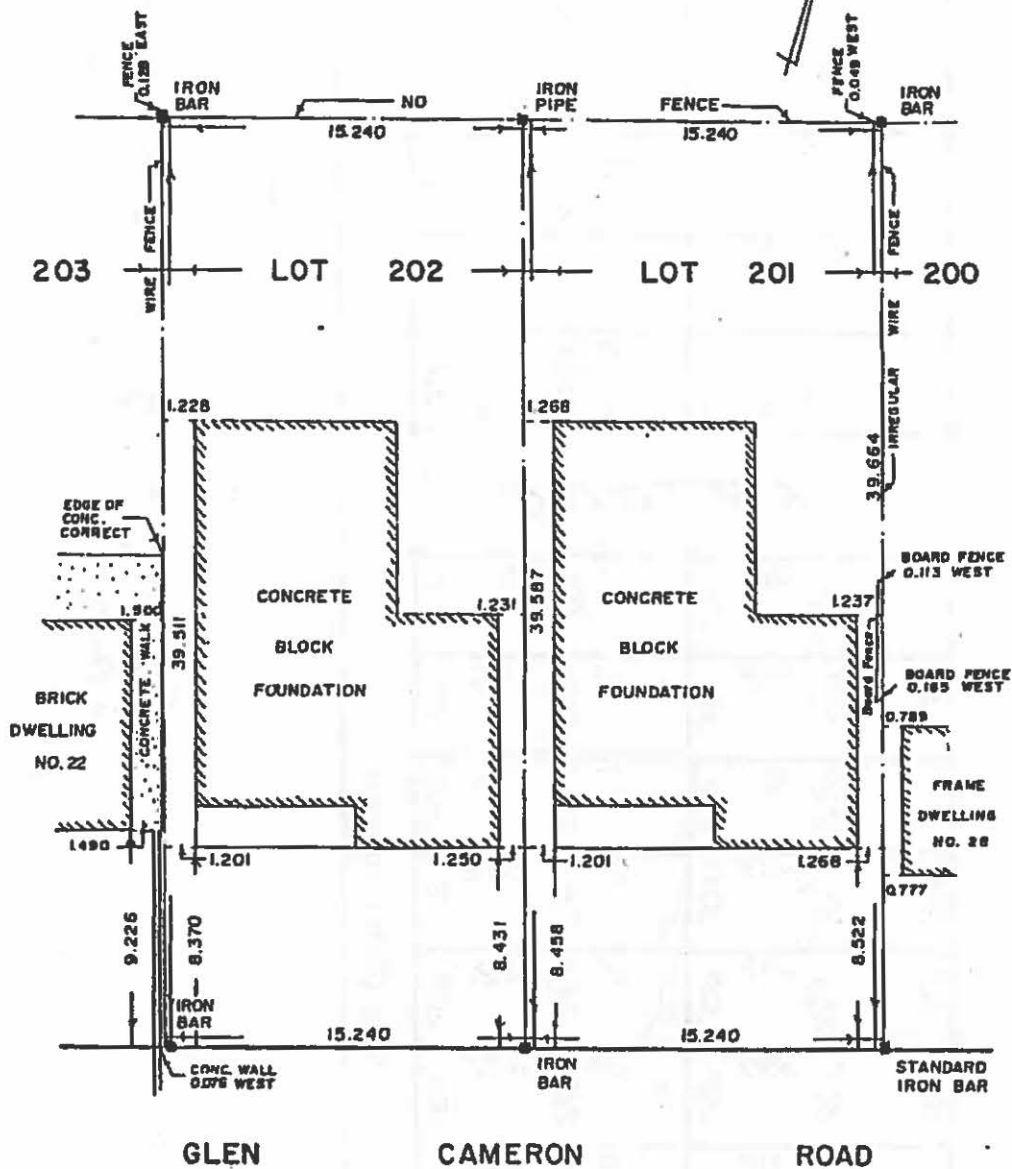 FENCE
0.128 EAST
IRON
BAR
NO
IRON
PIPE
FENCE
FENCE
0.049 WEST
IRON
BAR
15.240
15.240
WIRE FENCE
203
LOT 202
LOT 201
200
IRREGULAR WIRE FENCE
1.228
1.268
39.664
EDGE OF
CONC.
CORRECT
BOARD FENCE
0.113 WEST
1.500
39.511
CONCRETE
BLOCK
FOUNDATION
1.231
39.587
CONCRETE
BLOCK
FOUNDATION
1.237
Board Fence
BOARD FENCE
0.165 WEST
BRICK
DWELLING
NO. 22
CONCRETE WALK
0.789
FRAME
DWELLING
NO. 28
1.490
1.201
1.250
1.201
1.268
0.777
9.226
8.370
8.431
8.458
8.522
IRON
BAR
15.240
15.240
CONC. WALL
0.076 WEST
IRON
BAR
STANDARD
IRON BAR
GLEN CAMERON ROAD